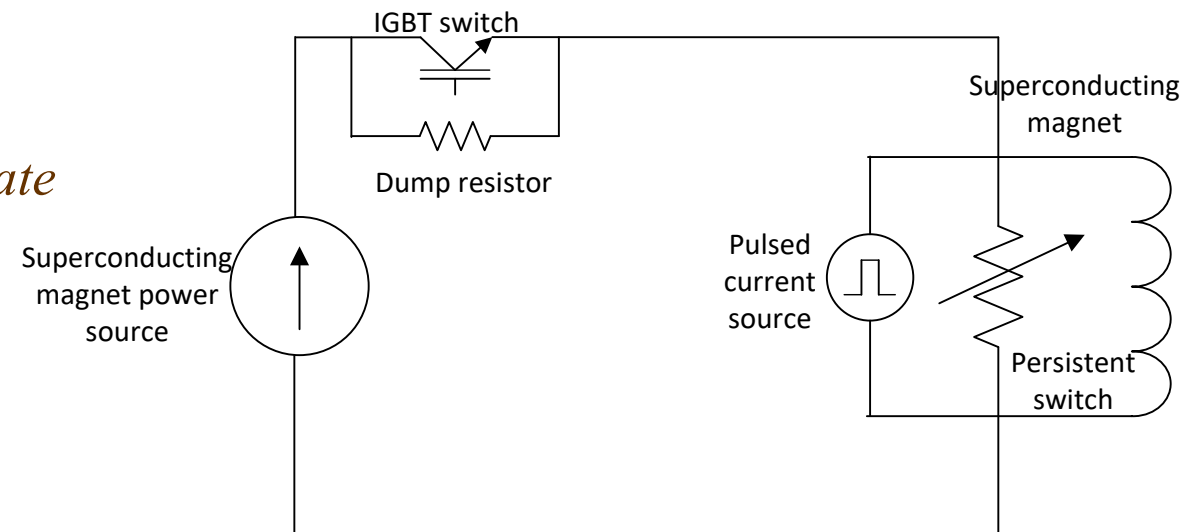 IGBT switch
Superconducting
magnet
ate
Dump resistor
Superconducting
magnet power
source
Pulsed
current
source
Persistent
switch